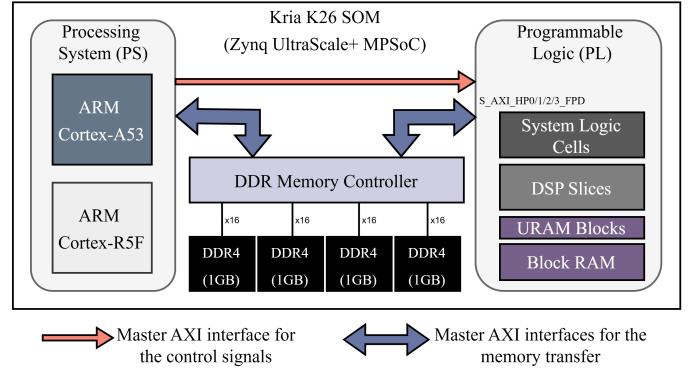 Kria K26 SOM
(Zynq UltraScale+ MPSoC)
Processing
System (PS)
ARM
Cortex-A53
ARM
Cortex-R5F
Programmable
Logic (PL)
S_AXI_HP0/1/2/3_FPD
System Logic
Cells
DSP Slices
URAM Blocks
Block RAM
DDR Memory Controller
x16 x16 x16 x16
DDR4 DDR4 DDR4 DDR4
(1GB) (1GB) (1GB) (1GB)
Master AXI interface for
the control signals
Master AXI interfaces for the
memory transfer